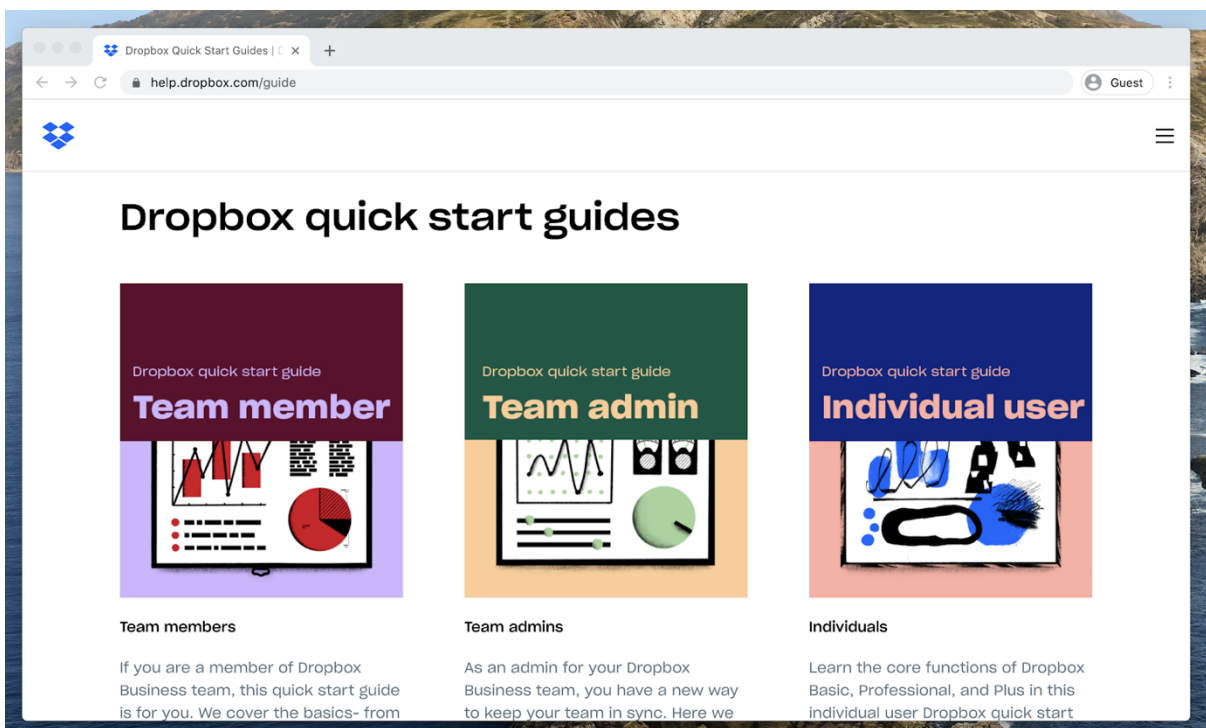 Dropbox Quick Start Guides |
help.dropbox.com/guide
Guest
Dropbox quick start guides
Dropbox quick start guide
Team member
Dropbox quick start guide
Team admin
Dropbox quick start guide
Individual user
Team members
If you are a member of Dropbox
Business team, this quick start guide
is for you. We cover the basics- from
Team admins
As an admin for your Dropbox
Business team, you have a new way
to keep your team in sync. Here we
Individuals
Learn the core functions of Dropbox
Basic, Professional, and Plus in this
individual user Dropbox quick start